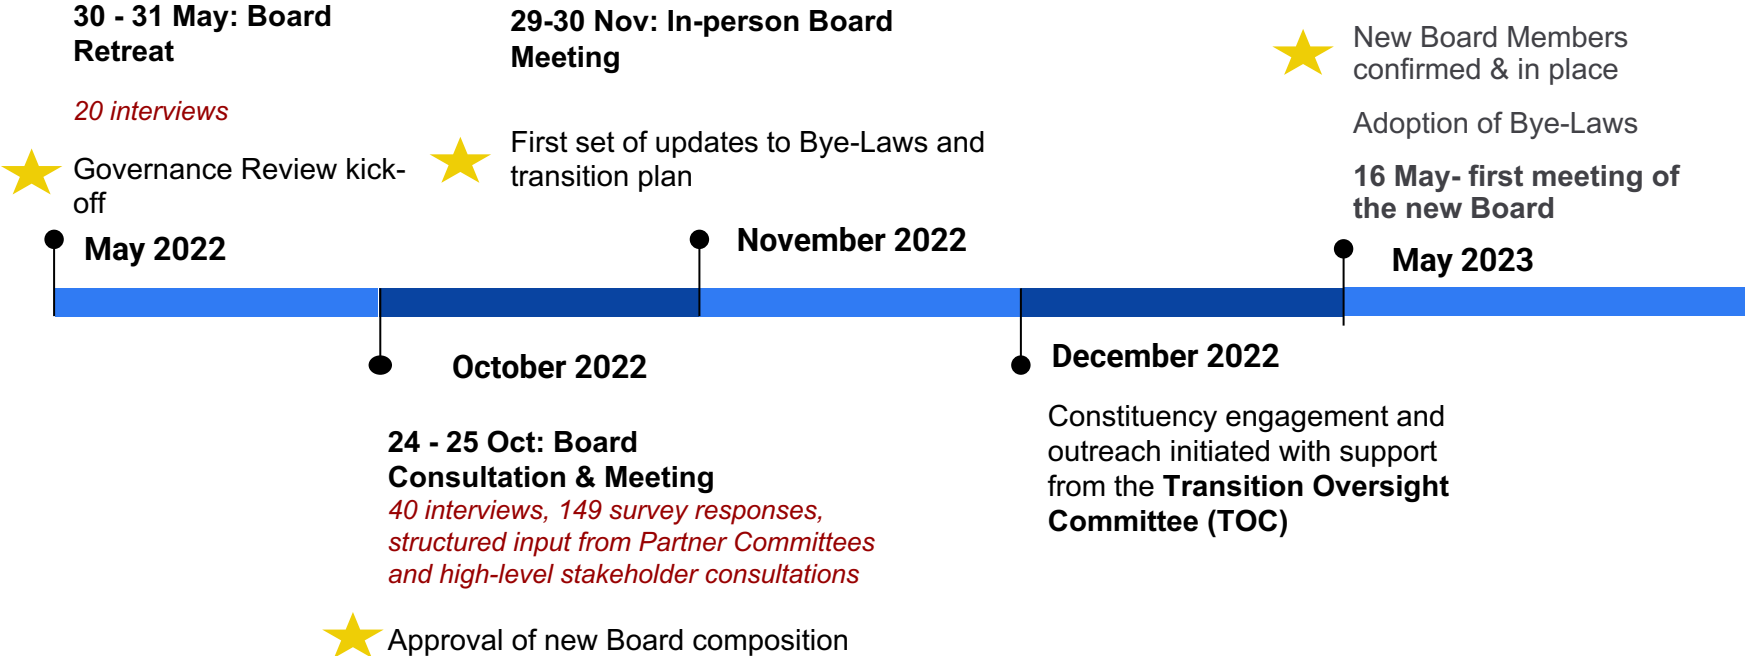 30 - 31 May: Board
Retreat
20 interviews
Governance Review kick-
off
May 2022
29-30 Nov: In-person Board
Meeting
First set of updates to Bye-Laws and
transition plan
November 2022
New Board Members
confirmed & in place
Adoption of Bye-Laws
16 May- first meeting of
the new Board
May 2023
October 2022
24 - 25 Oct: Board
Consultation & Meeting
40 interviews, 149 survey responses,
structured input from Partner Committees
and high-level stakeholder consultations
Approval of new Board composition
December 2022
Constituency engagement and
outreach initiated with support
from the Transition Oversight
Committee (TOC)